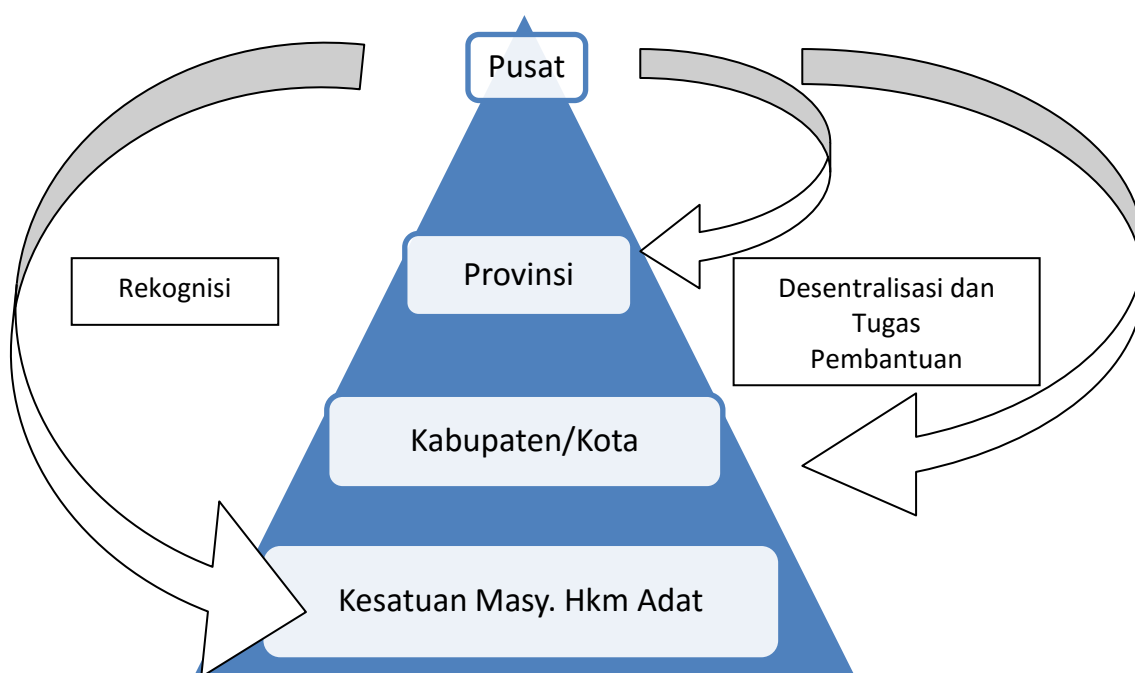 Pusat
Provinsi
Rekognisi
Desentralisasi dan
Tugas
Pembantuan
Kabupaten/Kota
Kesatuan Masy. Hkm Adat